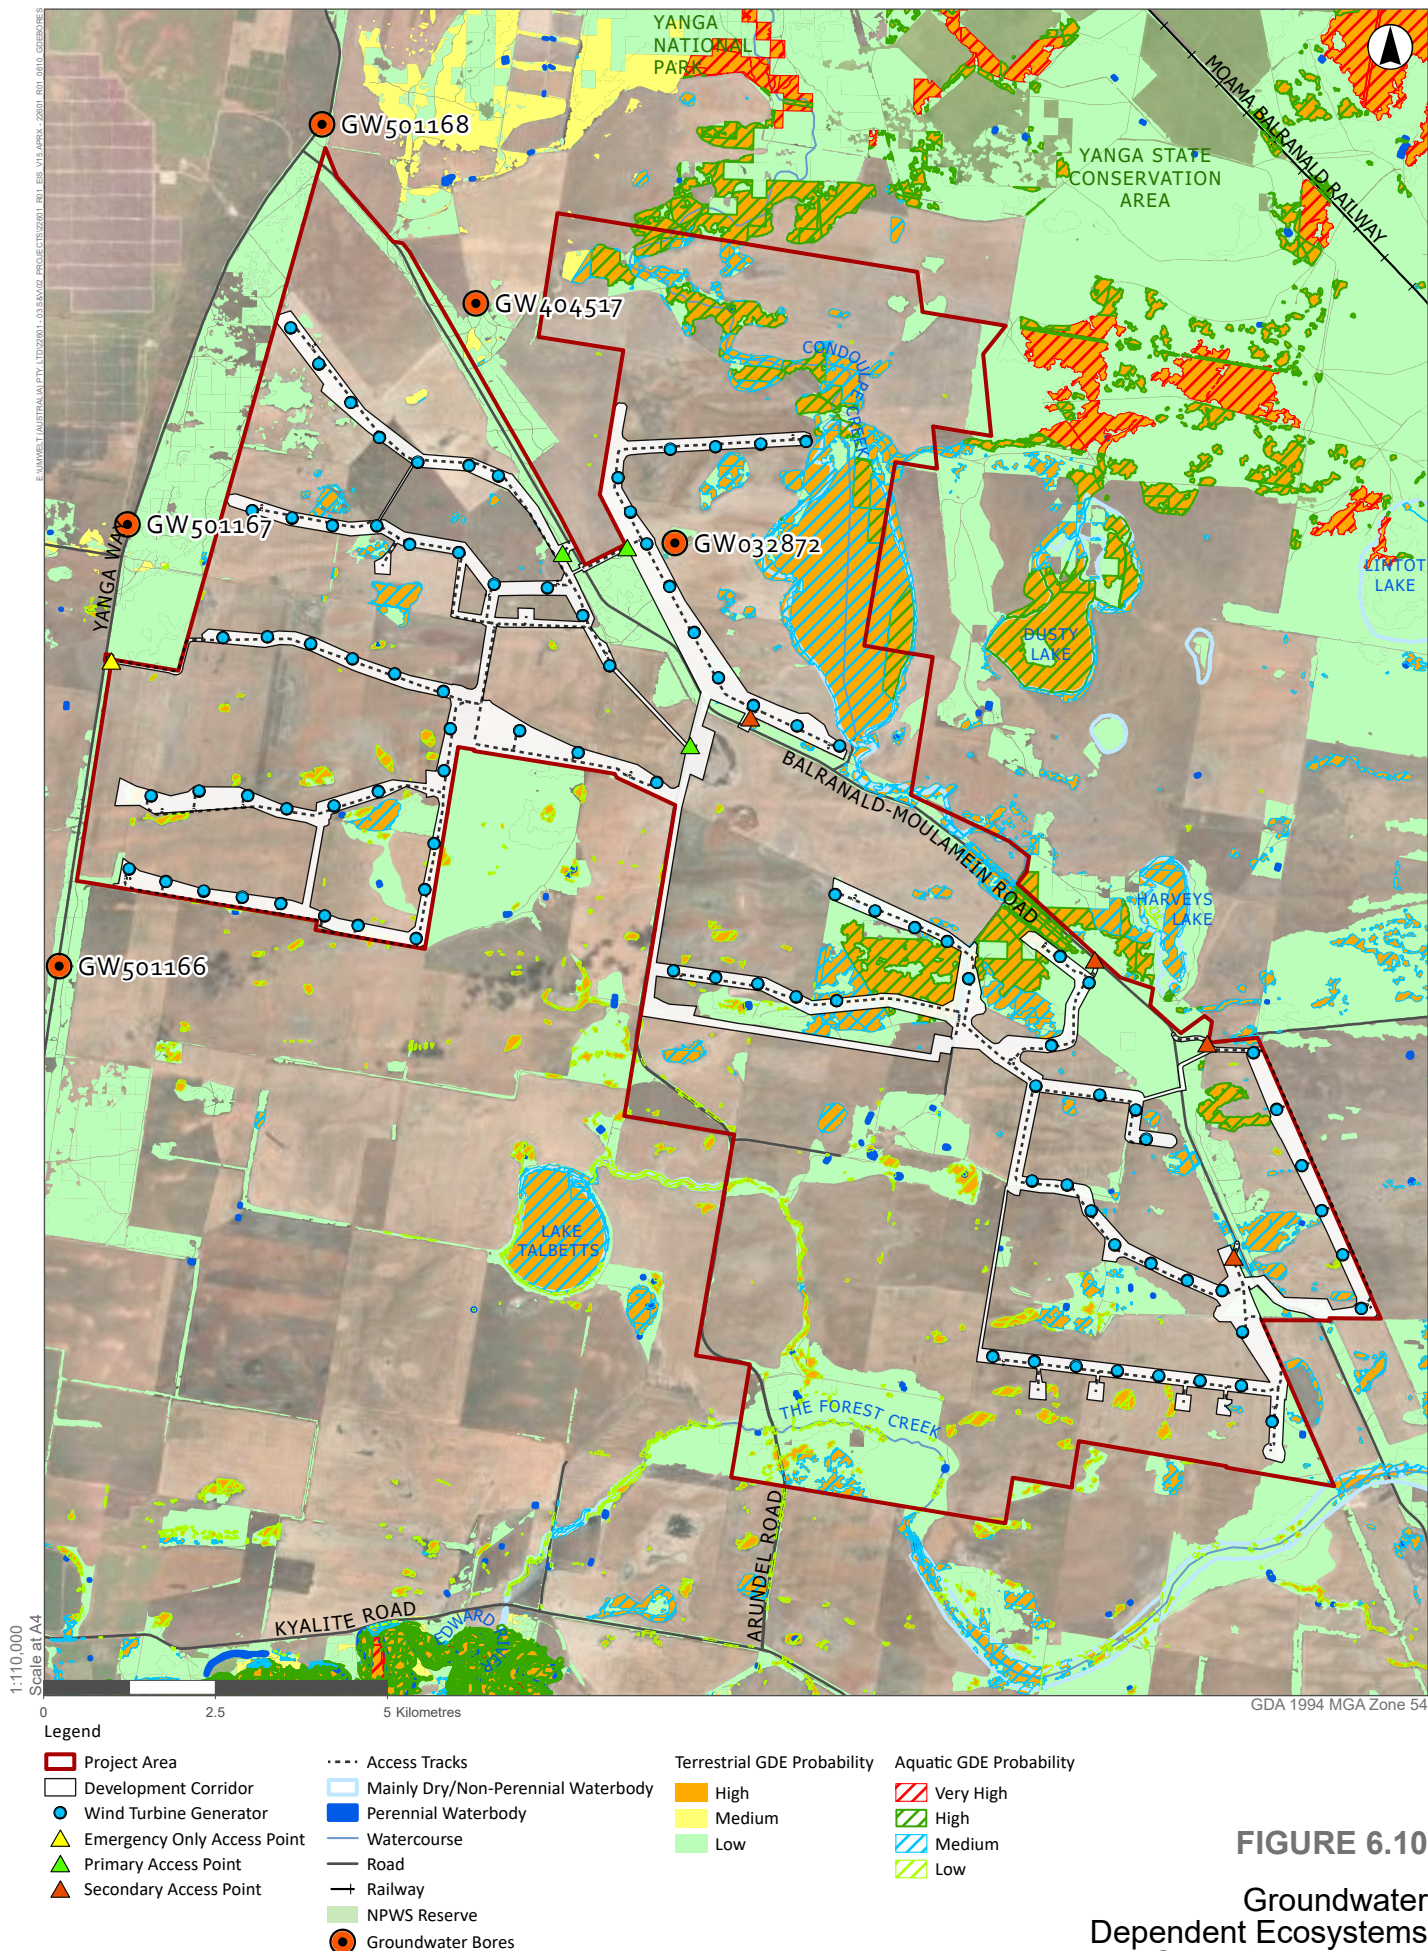 YANGA
NATIONAL
PARK
MOAMA BALRANALD RAILWAY
GW501168
YANGA STATE
CONSERVATION
AREA
GW404517
CONDOULPE CREEK
GW501167
GW032872
YANGA WAY
LINTOT
LAKE
DUSTY
LAKE
BALRANALD-MOULAMEIN ROAD
HARVEYS
LAKE
GW501166
LAKE
TALBETTS
THE FOREST CREEK
ARUNDEL ROAD
KYALITE ROAD
EDWARD RIVER
1:110,000
Scale at A4
0 2.5 5 Kilometres
GDA 1994 MGA Zone 54
Legend
Project Area
Development Corridor
Wind Turbine Generator
Emergency Only Access Point
Primary Access Point
Secondary Access Point
Access Tracks
Mainly Dry/Non-Perennial Waterbody
Perennial Waterbody
Watercourse
Road
Railway
NPWS Reserve
Groundwater Bores
Terrestrial GDE Probability
High
Medium
Low
Aquatic GDE Probability
Very High
High
Medium
Low
FIGURE 6.10
Groundwater
Dependent Ecosystems